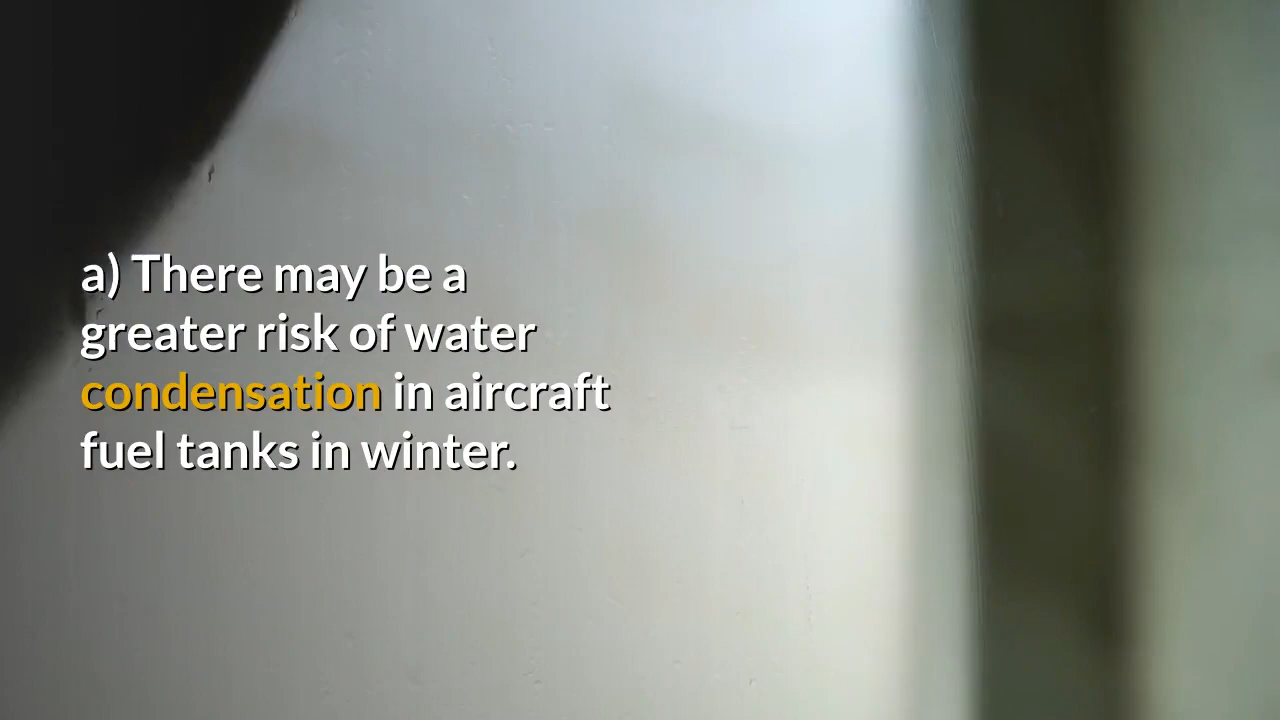 a) There may be a
greater risk of water
condensation in aircraft
fuel tanks in winter.